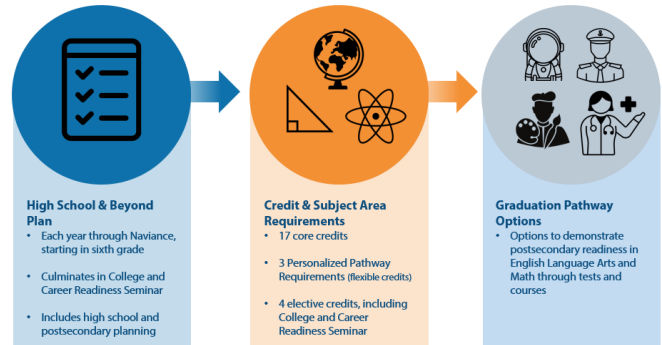 High School & Beyond
Plan
• Each year through Naviance,
starting in sixth grade
• Culminates in College and
Career Readiness Seminar
• Includes high school and
postsecondary planning
Credit & Subject Area
Requirements
• 17 core credits
• 3 Personalized Pathway
Requirements (flexible credits)
• 4 elective credits, including
College and Career
Readiness Seminar
Graduation Pathway
Options
• Options to demonstrate
postsecondary readiness in
English Language Arts and
Math through tests and
courses